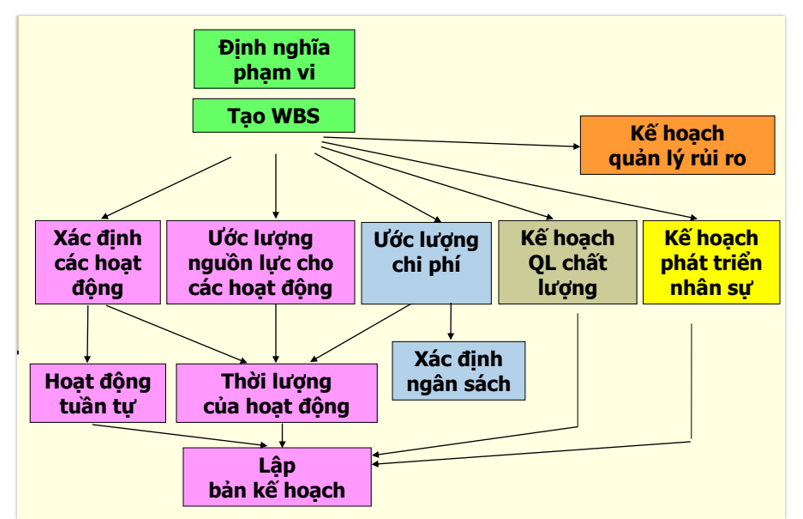 Định nghĩa
phạm vi
Tạo WBS
Kế hoạch
quản lý rủi ro
Xác định
các hoạt
động
Ước lượng
nguồn lực cho
các hoạt động
Ước lượng
chi phí
Kế hoạch
QL chất
lượng
Kế hoạch
phát triển
nhân sự
Hoạt động
tuần tự
Thời lượng
của hoạt động
Xác định
ngân sách
Lập
bản kế hoạch